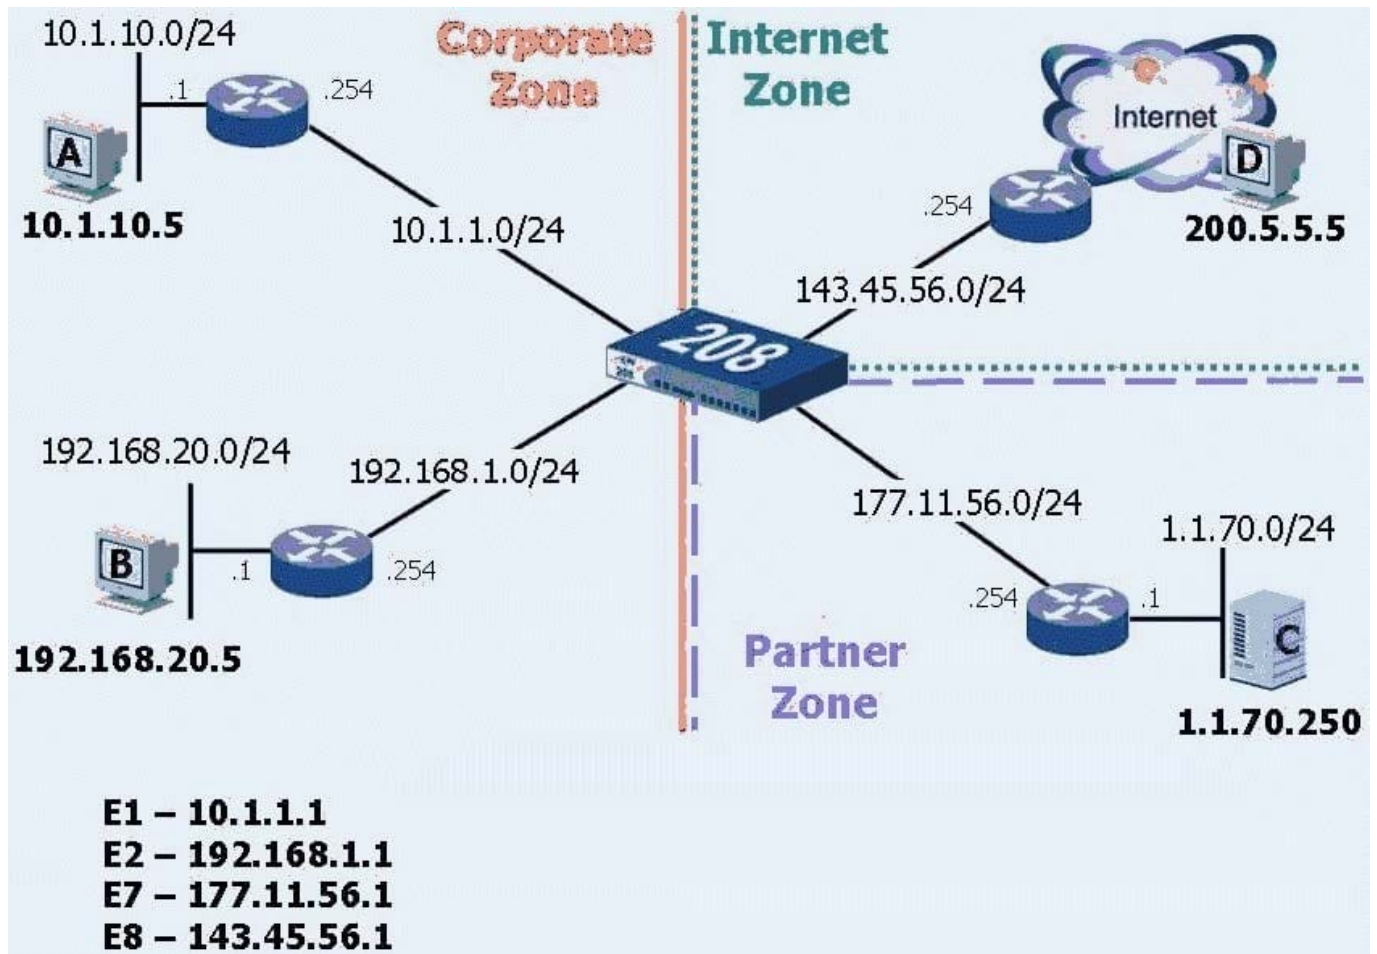 10.1.10.0/24
Corporate
Zone
Internet
Zone
.1
.254
Internet
A
D
10.1.10.5
10.1.1.0/24
.254
200.5.5.5
143.45.56.0/24
208
192.168.20.0/24
192.168.1.0/24
177.11.56.0/24
1.1.70.0/24
B
.1
.254
.254
.1
C
192.168.20.5
Partner
Zone
1.1.70.250
E1 – 10.1.1.1
E2 – 192.168.1.1
E7 – 177.11.56.1
E8 – 143.45.56.1